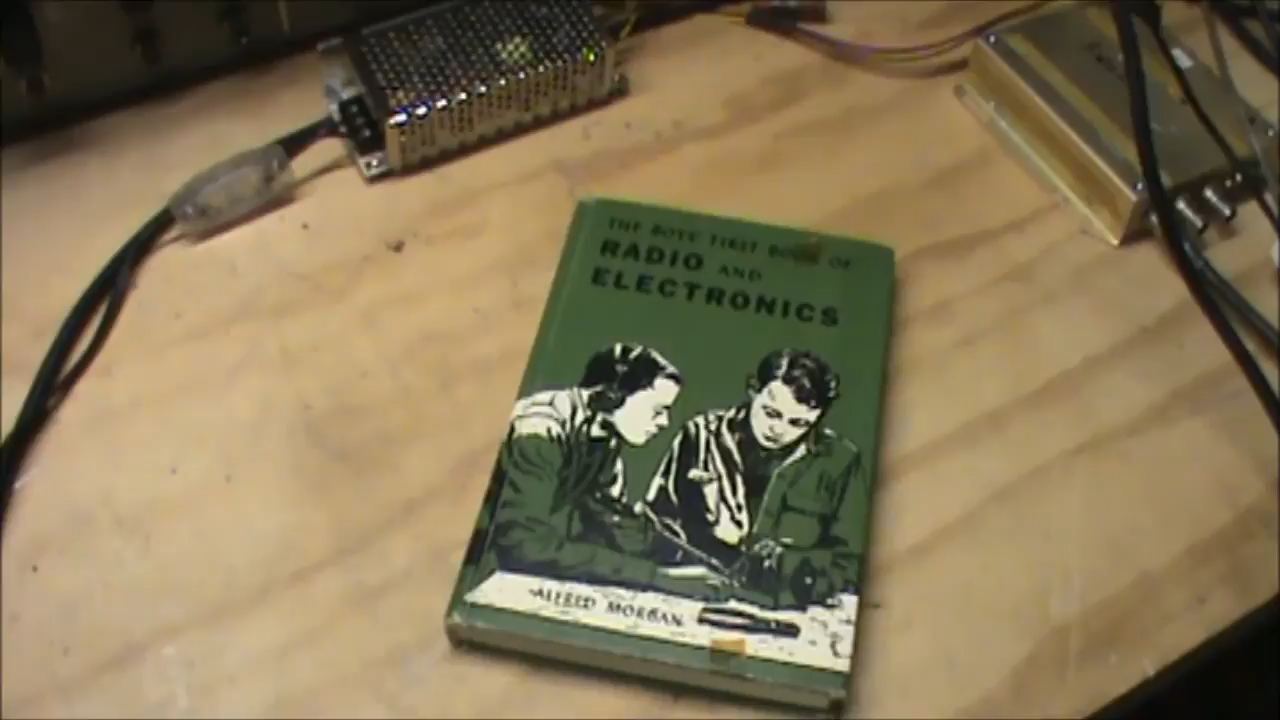 THE BOYS' FIRST BOOK OF
RADIO AND
ELECTRONICS
ALFRED MORGAN